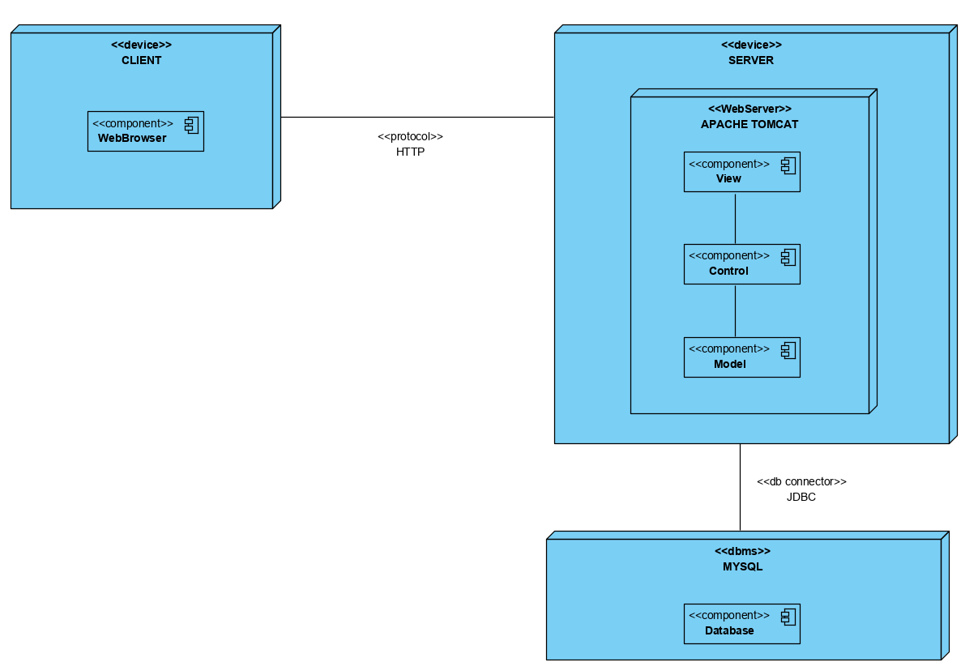 <<device>>
CLIENT
<<component>>
WebBrowser
<<protocol>>
HTTP
<<device>>
SERVER
<<WebServer>>
APACHE TOMCAT
<<component>>
View
<<component>>
Control
<<component>>
Model
<<db connector>>
JDBC
<<dbms>>
MYSQL
<<component>>
Database